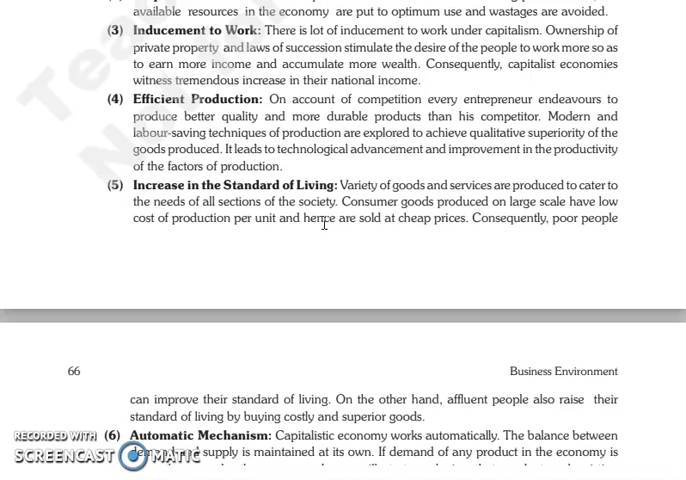 available resources in the economy are put to optimum use and wastages are avoided.
(3) Inducement to Work: There is lot of inducement to work under capitalism. Ownership of
private property and laws of succession stimulate the desire of the people to work more so as
to earn more income and accumulate more wealth. Consequently, capitalist economies
witness tremendous increase in their national income.
(4) Efficient Production: On account of competition every entrepreneur endeavours to
produce better quality and more durable products than his competitor. Modern and
labour-saving techniques of production are explored to achieve qualitative superiority of the
goods produced. It leads to technological advancement and improvement in the productivity
of the factors of production.
(5) Increase in the Standard of Living: Variety of goods and services are produced to cater to
the needs of all sections of the society. Consumer goods produced on large scale have low
cost of production per unit and hence are sold at cheap prices. Consequently, poor people
66 Business Environment
can improve their standard of living. On the other hand, affluent people also raise their
standard of living by buying costly and superior goods.
(6) Automatic Mechanism: Capitalistic economy works automatically. The balance between
supply is maintained at its own. If demand of any product in the economy is
RECORDED WITH
SCREENCAST MATIC